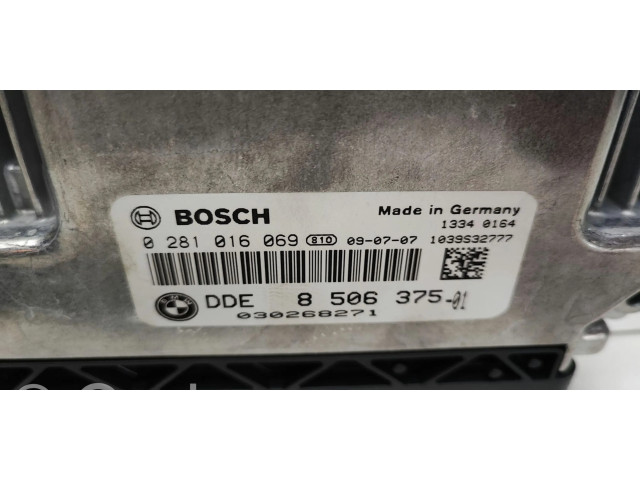 BOSCH Made in Germany
1334 0164
0 281 016 069 810 09-07-07 1039S32777
DDE 8 506 375-01
030268271